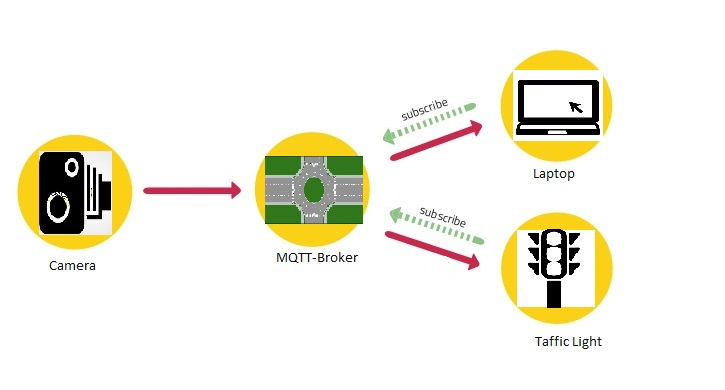 subscribe
Laptop
Camera
MQTT-Broker
subscribe
Taffic Light